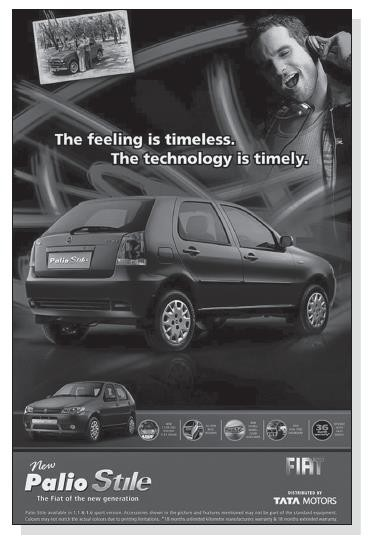 The feeling is timeless.
The technology is timely.
Palio Stile
36
New
Palio Stile
The Fiat of the new generation
FIAT
DISTRIBUTED BY
TATA MOTORS
Palio Stile available in 1.1 & 1.6 sport version. Accessories shown in the picture and features mentioned may not be part of the standard equipment.
Colours may not match the actual colours due to printing limitations. *18 months unlimited kilometer manufacturers warranty & 18 months extended warranty.